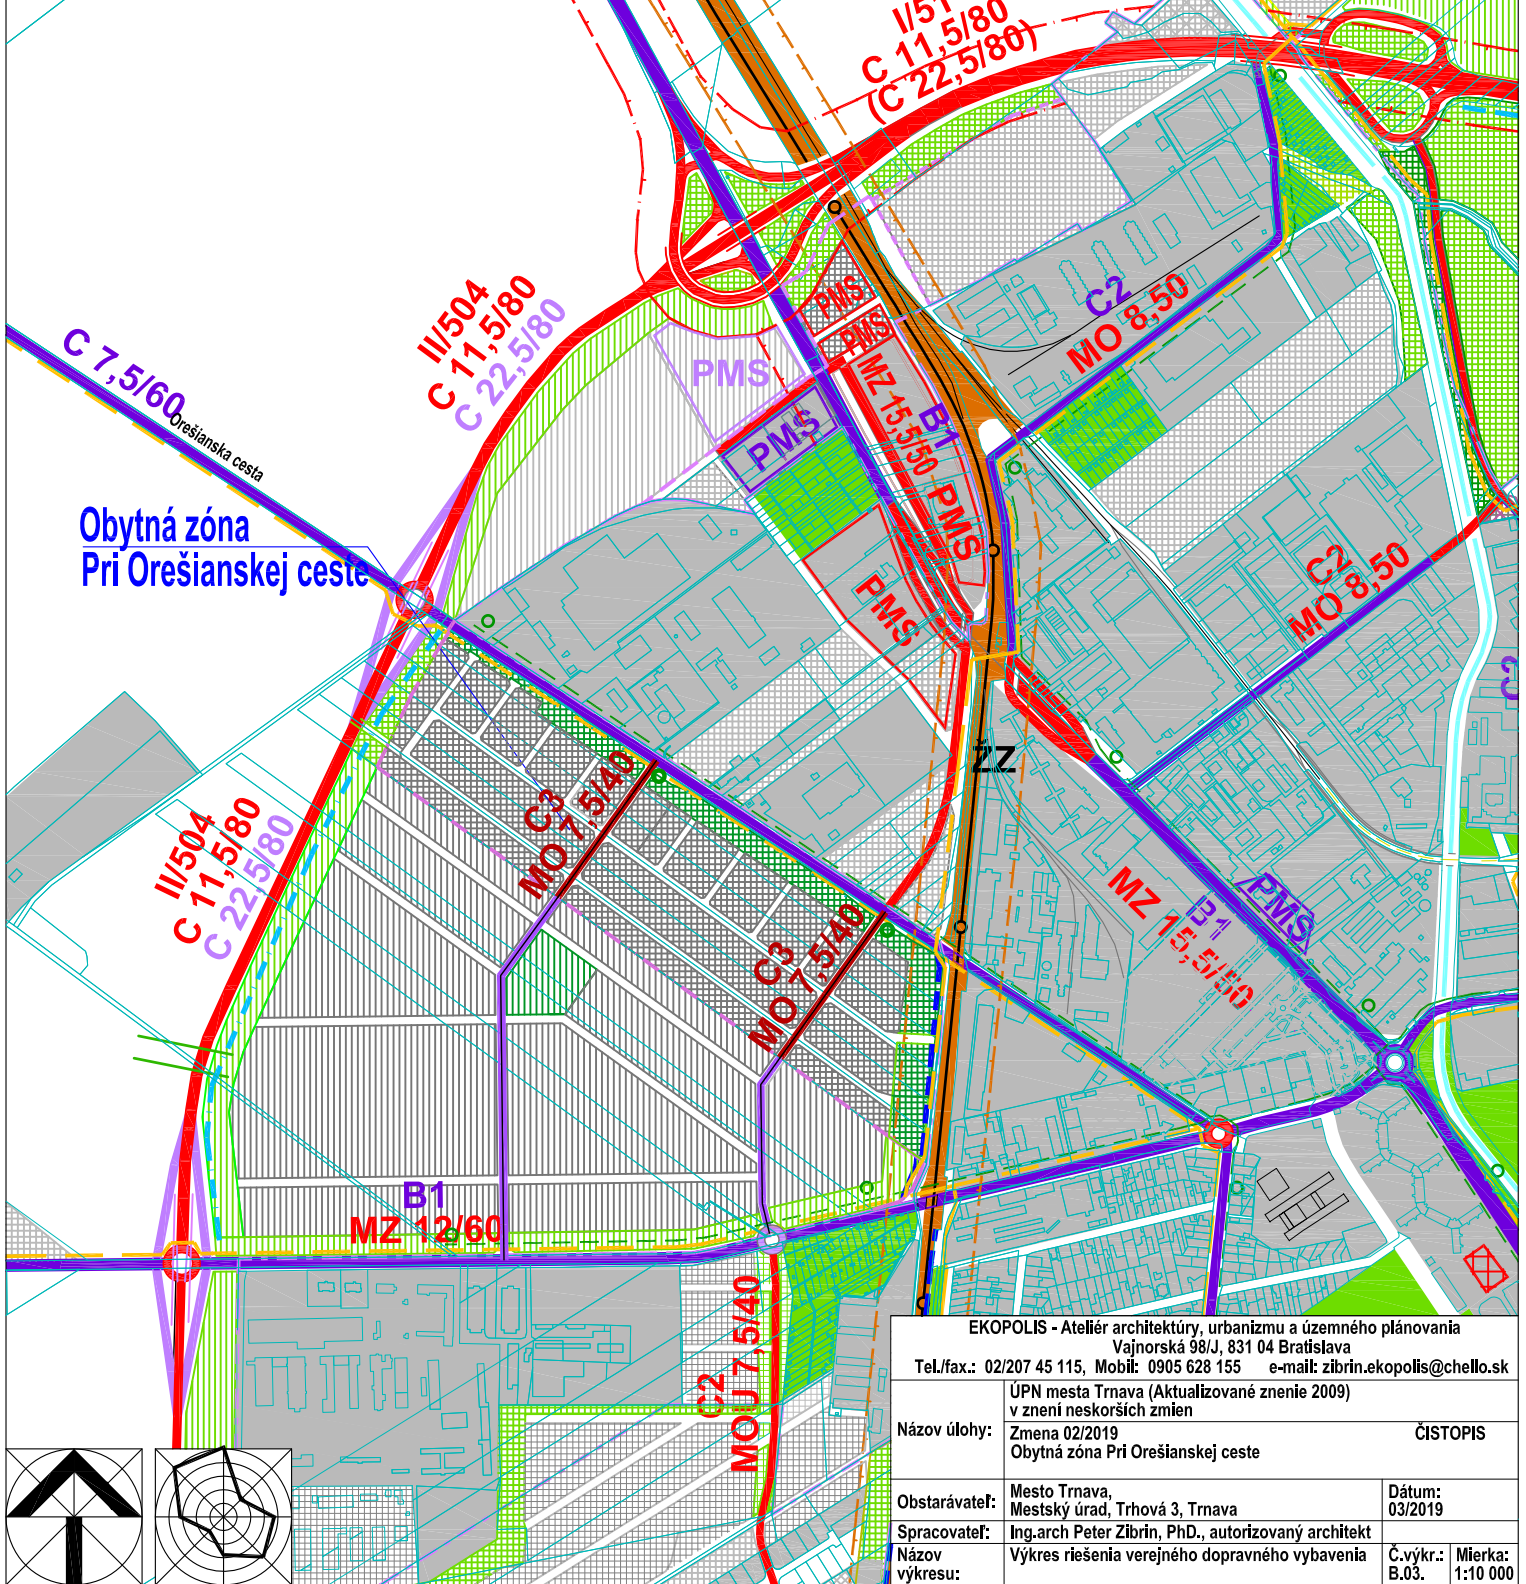 I/51
C 11,5/80
(C 22,5/80)
II/504
C 11,5/80
C 22,5/80
C 7,5/60
Orešianska cesta
Obytná zóna
Pri Orešianskej ceste
PMS
PMS
PMS
PMS
MZ 15,5/50
B1
PMS
PMS
C2
MO 8,50
C2
MO 8,50
C2
ŽZ
II/504
C 11,5/80
C 22,5/80
C3
MO 7,5/40
C3
MO 7,5/40
PMS
B1
MZ 15,5/50
B1
MZ 12/60
C2
MOU 7,5/40
EKOPOLIS - Ateliér architektúry, urbanizmu a územného plánovania
Vajnorská 98/J, 831 04 Bratislava
Tel./fax.: 02/207 45 115, Mobil: 0905 628 155 e-mail: zibrin.ekopolis@chello.sk
Názov úlohy:
ÚPN mesta Trnava (Aktualizované znenie 2009)
v znení neskorších zmien
Zmena 02/2019 ČISTOPIS
Obytná zóna Pri Orešianskej ceste
Obstarávateľ:
Mesto Trnava,
Mestský úrad, Trhová 3, Trnava
Dátum:
03/2019
Spracovateľ: Ing.arch Peter Zibrin, PhD., autorizovaný architekt
Názov
výkresu:
Výkres riešenia verejného dopravného vybavenia
Č.výkr.:
B.03.
Mierka:
1:10 000